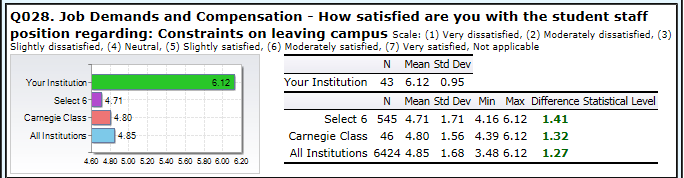 Q028. Job Demands and Compensation - How satisfied are you with the student staff
position regarding: Constraints on leaving campus Scale: (1) Very dissatisfied, (2) Moderately dissatisfied, (3)
Slightly dissatisfied, (4) Neutral, (5) Slightly satisfied, (6) Moderately satisfied, (7) Very satisfied, Not applicable
Your Institution 6.12
Select 6 4.71
Carnegie Class 4.80
All Institutions 4.85
4.60 4.80 5.00 5.20 5.40 5.60 5.80 6.00 6.20
N Mean Std Dev
Your Institution 43 6.12 0.95
N Mean Std Dev Min Max Difference Statistical Level
Select 6 545 4.71 1.71 4.16 6.12 1.41
Carnegie Class 46 4.80 1.56 4.39 6.12 1.32
All Institutions 6424 4.85 1.68 3.48 6.12 1.27